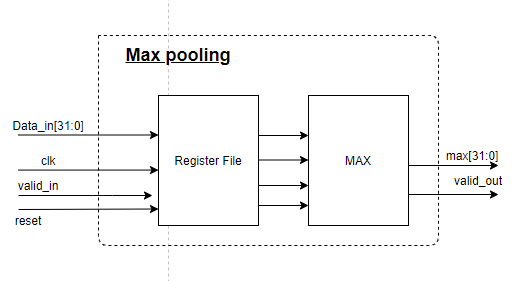 Max pooling
Data_in[31:0]
clk
valid_in
reset
Register File
MAX
max[31:0]
valid_out